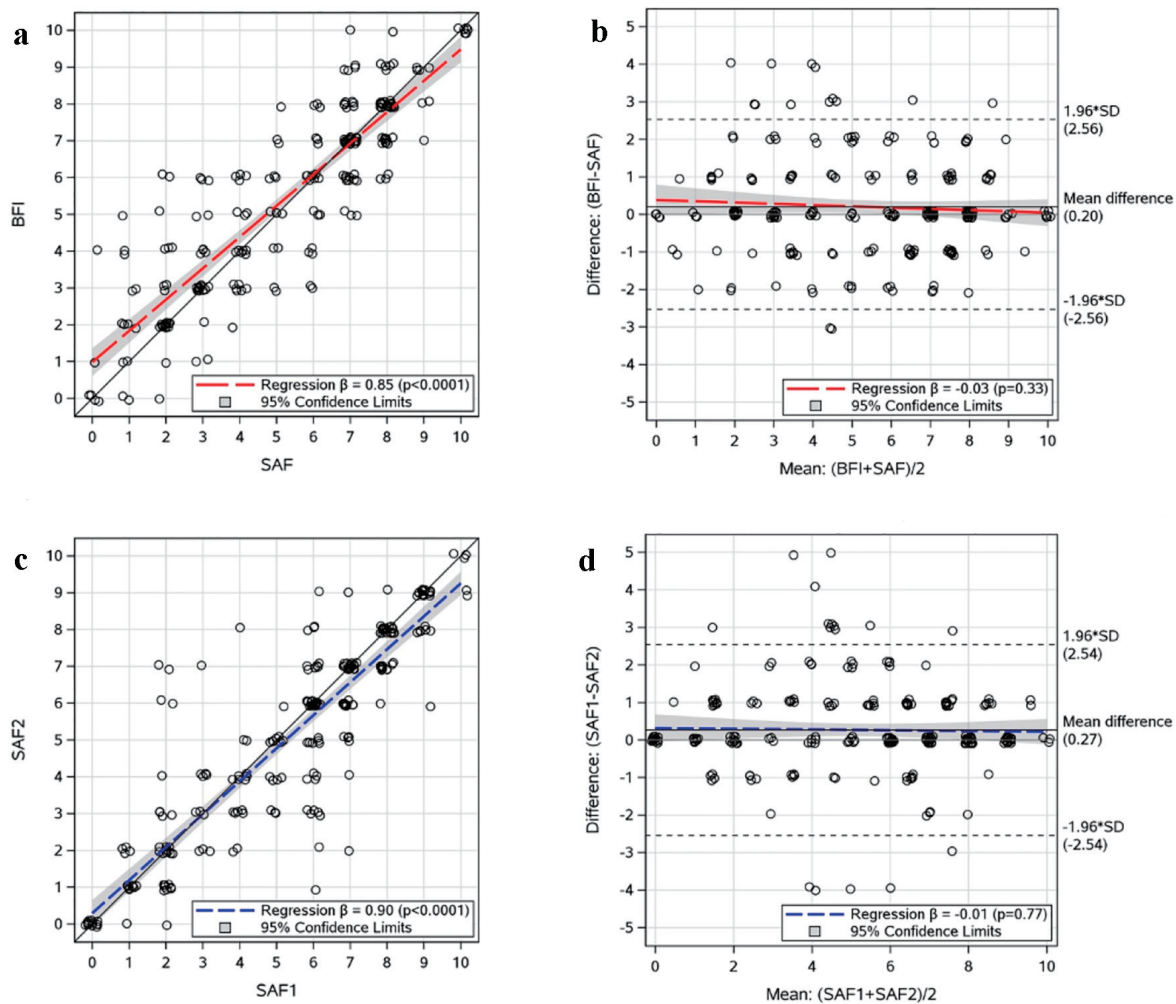 a
BFI
10
9
8
7
6
5
4
3
2
1
0
Regression β = 0.85 (p<0.0001)
95% Confidence Limits
0 1 2 3 4 5 6 7 8 9 10
SAF
b
Difference: (BFI-SAF)
5
4
3
2
1
0
-1
-2
-3
-4
-5
1.96*SD
(2.56)
Mean difference
(0.20)
-1.96*SD
(-2.56)
Regression β = -0.03 (p=0.33)
95% Confidence Limits
0 1 2 3 4 5 6 7 8 9 10
Mean: (BFI+SAF)/2
c
SAF2
10
9
8
7
6
5
4
3
2
1
0
Regression β = 0.90 (p<0.0001)
95% Confidence Limits
0 1 2 3 4 5 6 7 8 9 10
SAF1
d
Difference: (SAF1-SAF2)
5
4
3
2
1
0
-1
-2
-3
-4
-5
1.96*SD
(2.54)
Mean difference
(0.27)
-1.96*SD
(-2.54)
Regression β = -0.01 (p=0.77)
95% Confidence Limits
0 2 4 6 8 10
Mean: (SAF1+SAF2)/2